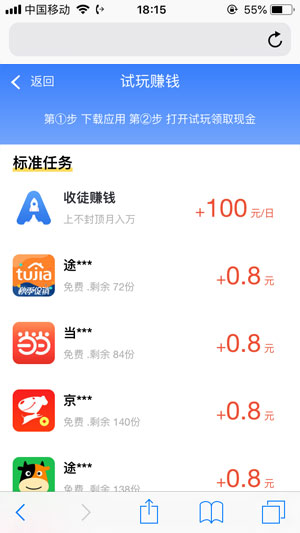 中国移动 18:15 55%
返回 试玩赚钱
第①步 下载应用 第②步 打开试玩领取现金
标准任务
收徒赚钱
上不封顶月入万
+100 元/日
tujia
途***
免费 .剩余 72份
+0.8 元
当当
当***
免费 .剩余 84份
+0.8 元
京***
免费 .剩余 140份
+0.8 元
途***
免费 .剩余 138份
+0.8 元